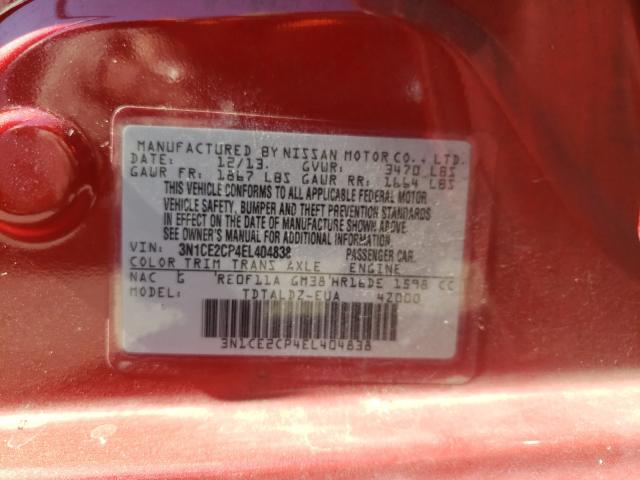 MANUFACTURED BY NISSAN MOTOR CO., LTD.
DATE: 12/13. GVWR: 3470 LBS
GAWR FR: 1867 LBS GAWR RR: 1664 LBS
THIS VEHICLE CONFORMS TO ALL APPLICABLE FEDERAL MOTOR
VEHICLE SAFETY, BUMPER AND THEFT PREVENTION STANDARDS
IN EFFECT ON THE DATE OF MANUFACTURE SHOWN ABOVE.
SEE OWNER'S MANUAL FOR ADDITIONAL INFORMATION.
VIN: 3N1CE2CP4EL404838 PASSENGER CAR
COLOR TRIM TRANS AXLE ENGINE
NAC G RE0F11A GM38 HR16DE 1598 CC
MODEL: TDTALDZ-EUA 4Z000
3N1CE2CP4EL404838